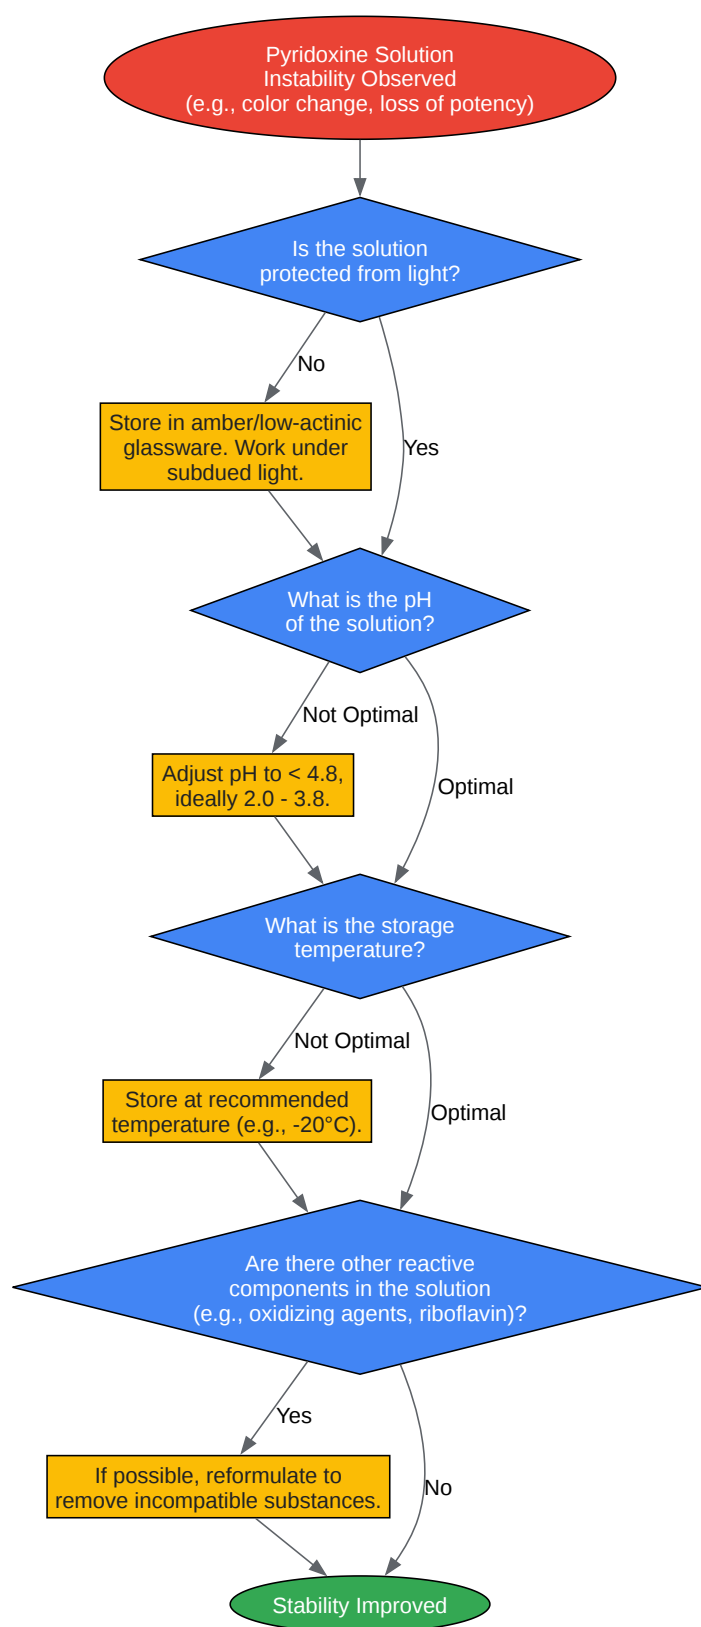 Pyridoxine Solution
Instability Observed
(e.g., color change, loss of potency)
Is the solution
protected from light?
No
Store in amber/low-actinic
glassware. Work under
subdued light.
Yes
What is the pH
of the solution?
Not Optimal
Adjust pH to < 4.8,
ideally 2.0 - 3.8.
Optimal
What is the storage
temperature?
Not Optimal
Store at recommended
temperature (e.g., -20°C).
Optimal
Are there other reactive
components in the solution
(e.g., oxidizing agents, riboflavin)?
Yes
If possible, reformulate to
remove incompatible substances.
No
Stability Improved